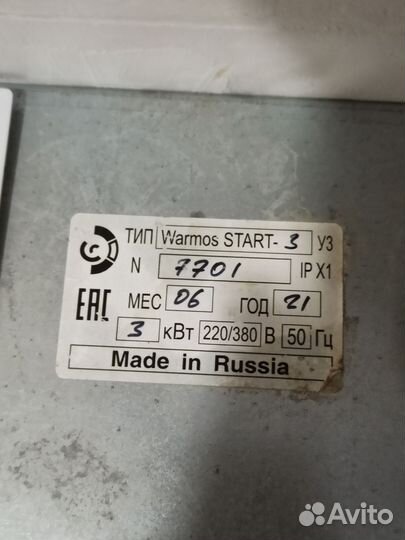 ТИП Warmos START- 3 УЗ
N 7701 IP X1
EAC МЕС 06 ГОД 21
3 кВт 220/380 В 50 Гц
Made in Russia
Avito